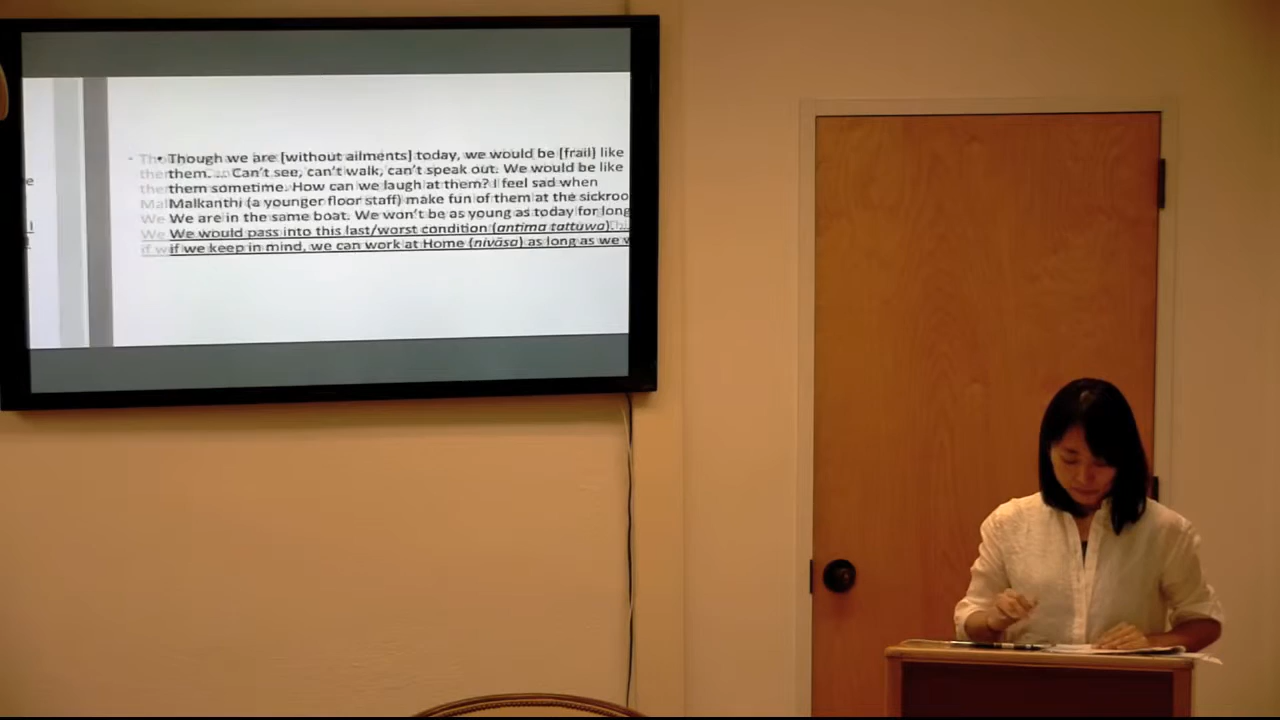 • Though we are [without ailments] today, we would be [frail] like
them. ... Can't see, can't walk, can't speak out. We would be like
them sometime. How can we laugh at them? I feel sad when
Malkanthi (a younger floor staff) make fun of them at the sickroo
We are in the same boat. We won't be as young as today for long
We would pass into this last/worst condition (antima tattuwa)...
if we keep in mind, we can work at Home (nivāsa) as long as we w